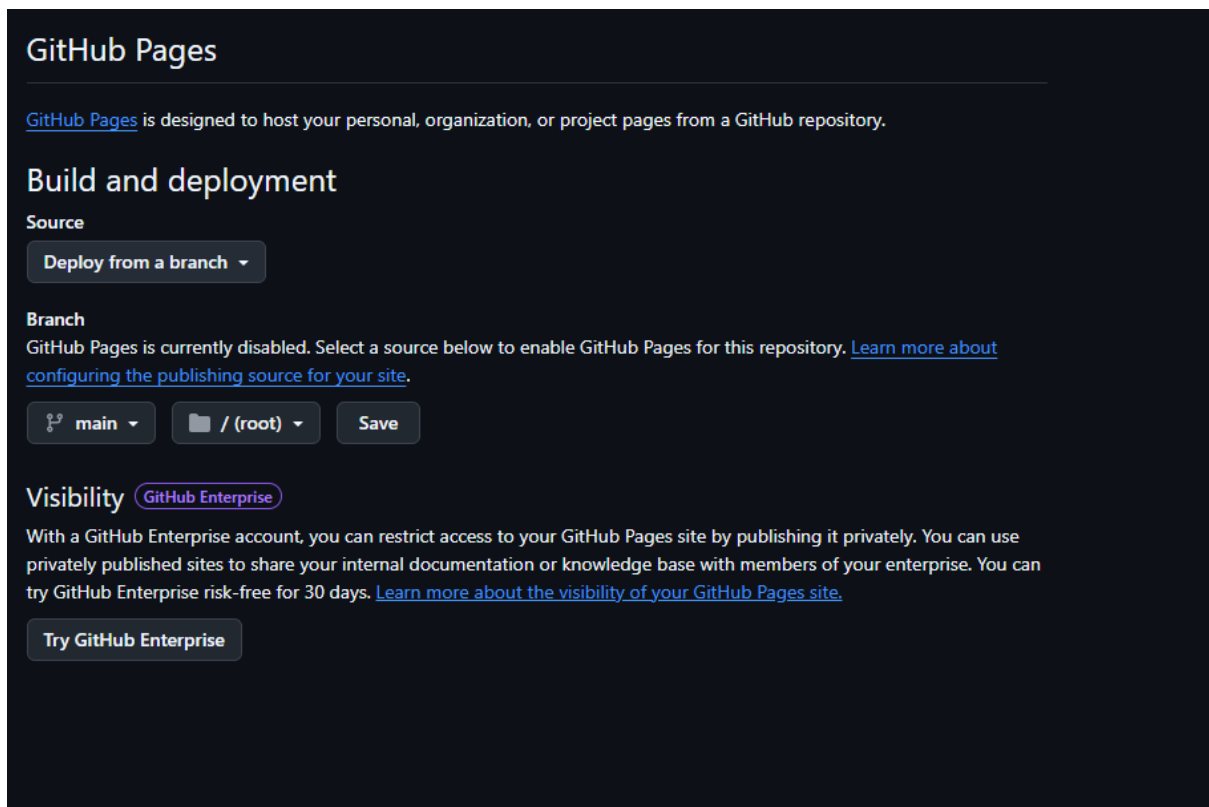 GitHub Pages
GitHub Pages is designed to host your personal, organization, or project pages from a GitHub repository.
Build and deployment
Source
Deploy from a branch
Branch
GitHub Pages is currently disabled. Select a source below to enable GitHub Pages for this repository. Learn more about
configuring the publishing source for your site.
main / (root) Save
Visibility GitHub Enterprise
With a GitHub Enterprise account, you can restrict access to your GitHub Pages site by publishing it privately. You can use
privately published sites to share your internal documentation or knowledge base with members of your enterprise. You can
try GitHub Enterprise risk-free for 30 days. Learn more about the visibility of your GitHub Pages site.
Try GitHub Enterprise